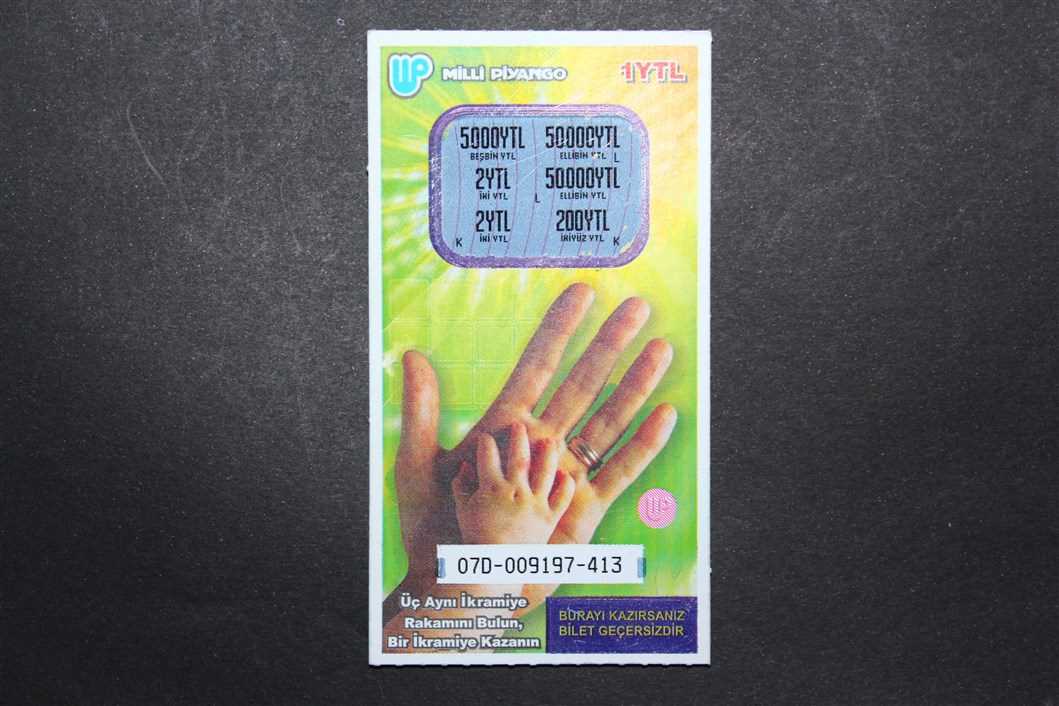 MP MİLLİ PİYANGO 1YTL
5000YTL 50000YTL
BEŞBİN YTL ELLİBİN YTL L
2YTL 50000YTL
İKİ YTL L ELLİBİN YTL
2YTL 200YTL
K İKİ YTL İKİYÜZ YTL K
MP
07D-009197-413
Üç Aynı İkramiye
Rakamını Bulun,
Bir İkramiye Kazanın
BURAYI KAZIRSANIZ
BİLET GEÇERSİZDİR